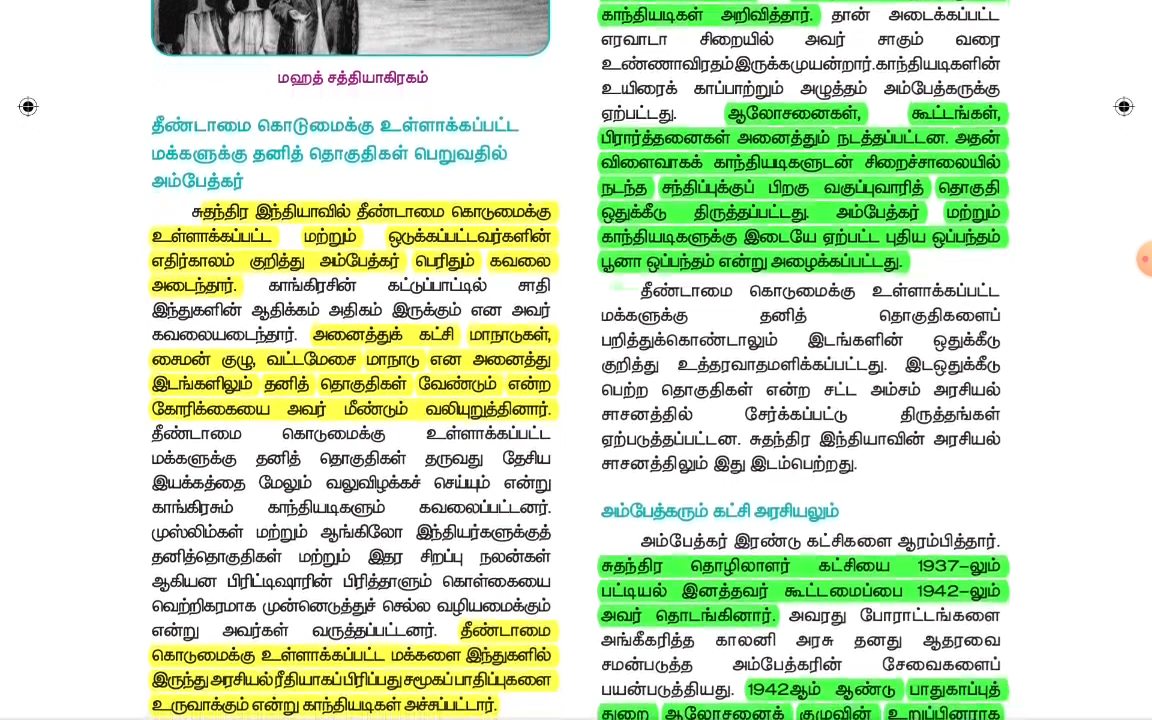 மஹத் சத்தியாகிரகம்
தீண்டாமை கொடுமைக்கு உள்ளாக்கப்பட்ட
மக்களுக்கு தனித் தொகுதிகள் பெறுவதில்
அம்பேத்கர்
சுதந்திர இந்தியாவில் தீண்டாமை கொடுமைக்கு
உள்ளாக்கப்பட்ட மற்றும் ஒடுக்கப்பட்டவர்களின்
எதிர்காலம் குறித்து அம்பேத்கர் பெரிதும் கவலை
அடைந்தார். காங்கிரசின் கட்டுப்பாட்டில் சாதி
இந்துகளின் ஆதிக்கம் அதிகம் இருக்கும் என அவர்
கவலையடைந்தார். அனைத்துக் கட்சி மாநாடுகள்,
சைமன் குழு, வட்டமேசை மாநாடு என அனைத்து
இடங்களிலும் தனித் தொகுதிகள் வேண்டும் என்ற
கோரிக்கையை அவர் மீண்டும் வலியுறுத்தினார்.
தீண்டாமை கொடுமைக்கு உள்ளாக்கப்பட்ட
மக்களுக்கு தனித் தொகுதிகள் தருவது தேசிய
இயக்கத்தை மேலும் வலுவிழக்கச் செய்யும் என்று
காங்கிரசும் காந்தியடிகளும் கவலைப்பட்டனர்.
முஸ்லிம்கள் மற்றும் ஆங்கிலோ இந்தியர்களுக்குத்
தனித்தொகுதிகள் மற்றும் இதர சிறப்பு நலன்கள்
ஆகியன பிரிட்டிஷாரின் பிரித்தாளும் கொள்கையை
வெற்றிகரமாக முன்னெடுத்துச் செல்ல வழியமைக்கும்
என்று அவர்கள் வருத்தப்பட்டனர். தீண்டாமை
கொடுமைக்கு உள்ளாக்கப்பட்ட மக்களை இந்துகளில்
இருந்து அரசியல் ரீதியாகப் பிரிப்பது சமூகப் பாதிப்புகளை
உருவாக்கும் என்று காந்தியடிகள் அச்சப்பட்டார்.
காந்தியடிகள் அறிவித்தார். தான் அடைக்கப்பட்ட
எரவாடா சிறையில் அவர் சாகும் வரை
உண்ணாவிரதம் இருக்க முயன்றார். காந்தியடிகளின்
உயிரைக் காப்பாற்றும் அழுத்தம் அம்பேத்கருக்கு
ஏற்பட்டது. ஆலோசனைகள், கூட்டங்கள்,
பிரார்த்தனைகள் அனைத்தும் நடத்தப்பட்டன. அதன்
விளைவாகக் காந்தியடிகளுடன் சிறைச்சாலையில்
நடந்த சந்திப்புக்குப் பிறகு வகுப்புவாரித் தொகுதி
ஒதுக்கீடு திருத்தப்பட்டது. அம்பேத்கர் மற்றும்
காந்தியடிகளுக்கு இடையே ஏற்பட்ட புதிய ஒப்பந்தம்
பூனா ஒப்பந்தம் என்று அழைக்கப்பட்டது.
தீண்டாமை கொடுமைக்கு உள்ளாக்கப்பட்ட
மக்களுக்கு தனித் தொகுதிகளைப்
பறித்துக்கொண்டாலும் இடங்களின் ஒதுக்கீடு
குறித்து உத்தரவாதமளிக்கப்பட்டது. இடஒதுக்கீடு
பெற்ற தொகுதிகள் என்ற சட்ட அம்சம் அரசியல்
சாசனத்தில் சேர்க்கப்பட்டு திருத்தங்கள்
ஏற்படுத்தப்பட்டன. சுதந்திர இந்தியாவின் அரசியல்
சாசனத்திலும் இது இடம்பெற்றது.
அம்பேத்கரும் கட்சி அரசியலும்
அம்பேத்கர் இரண்டு கட்சிகளை ஆரம்பித்தார்.
சுதந்திர தொழிலாளர் கட்சியை 1937–லும்
பட்டியல் இனத்தவர் கூட்டமைப்பை 1942–லும்
அவர் தொடங்கினார். அவரது போராட்டங்களை
அங்கீகரித்த காலனி அரசு தனது ஆதரவை
சமன்படுத்த அம்பேத்கரின் சேவைகளைப்
பயன்படுத்தியது. 1942ஆம் ஆண்டு பாதுகாப்புத்
துறை ஆலோசனைக் குழுவின் உறுப்பினராக